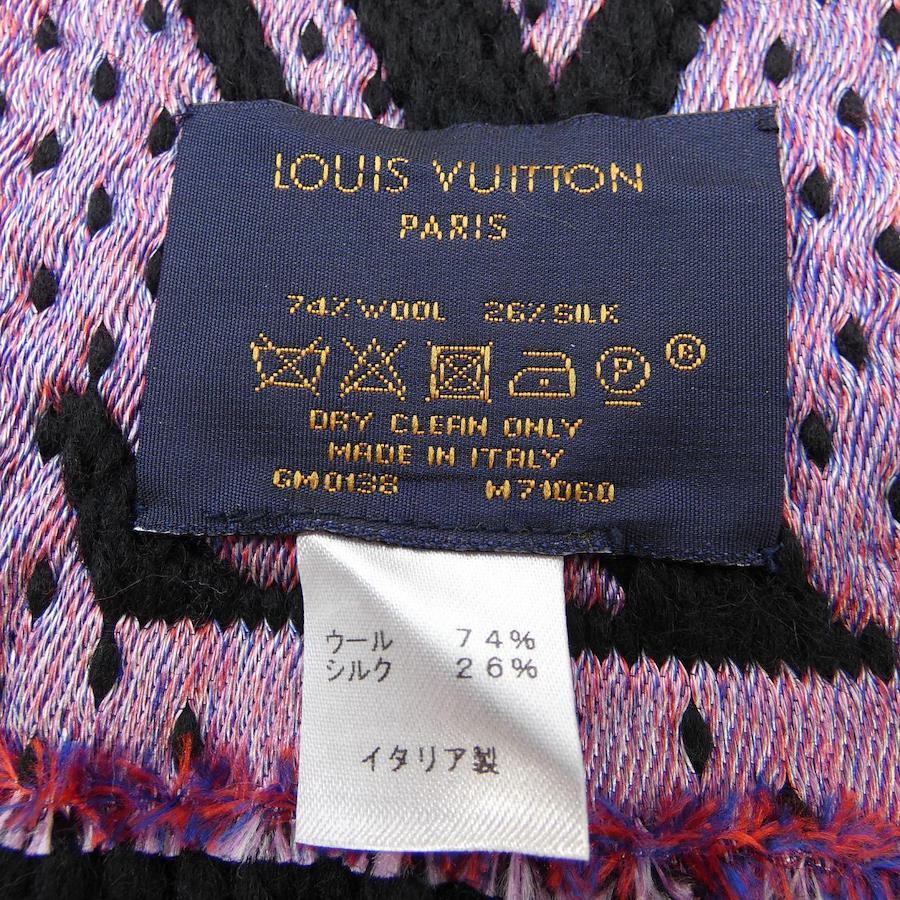 LOUIS VUITTON
PARIS
74% WOOL 26% SILK
P ®
DRY CLEAN ONLY
MADE IN ITALY
GM0138 M71060
ウール 74%
シルク 26%
イタリア製